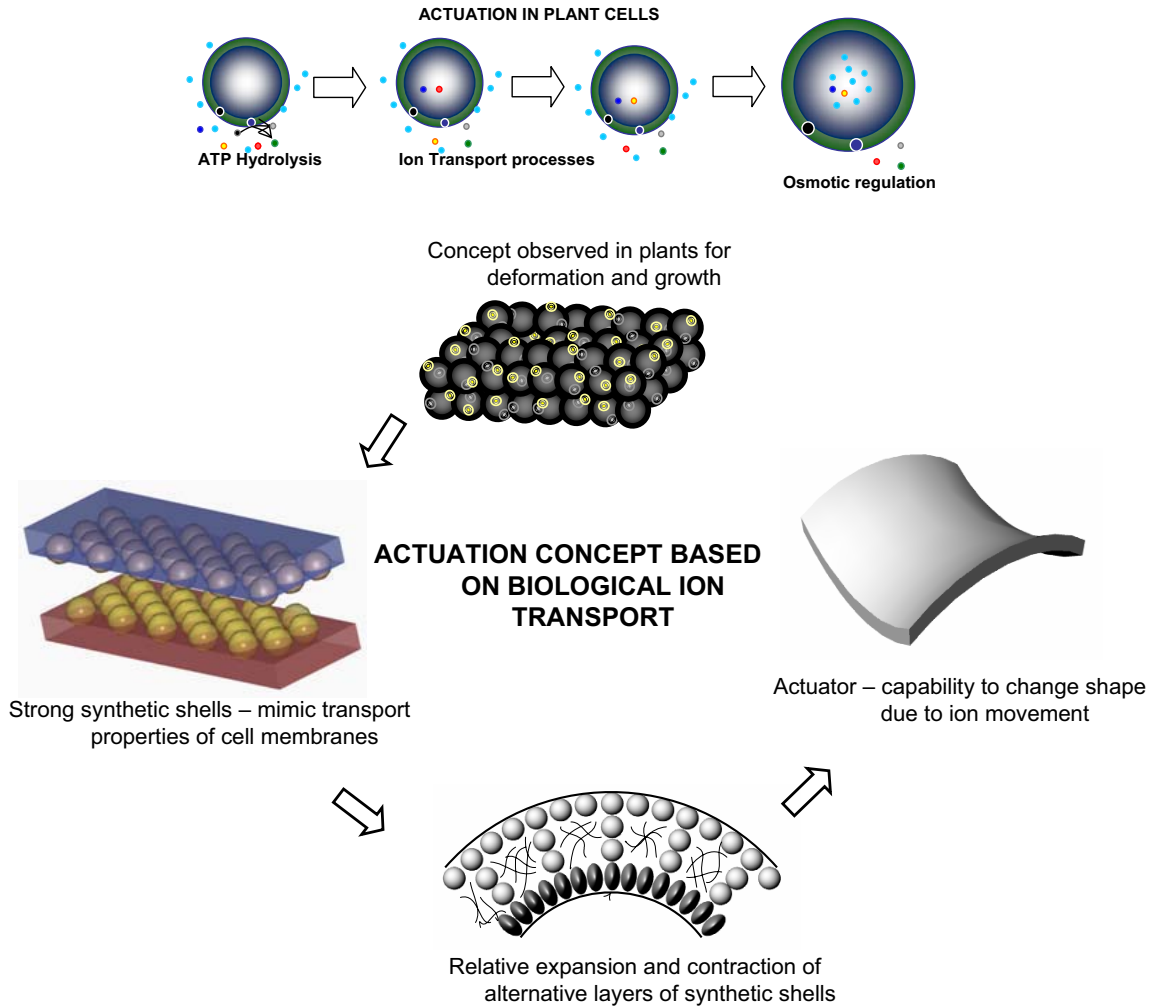 ACTUATION IN PLANT CELLS
ATP Hydrolysis
Ion Transport processes
Osmotic regulation
Concept observed in plants for
deformation and growth
ACTUATION CONCEPT BASED
ON BIOLOGICAL ION
TRANSPORT
Strong synthetic shells – mimic transport
properties of cell membranes
Actuator – capability to change shape
due to ion movement
Relative expansion and contraction of
alternative layers of synthetic shells